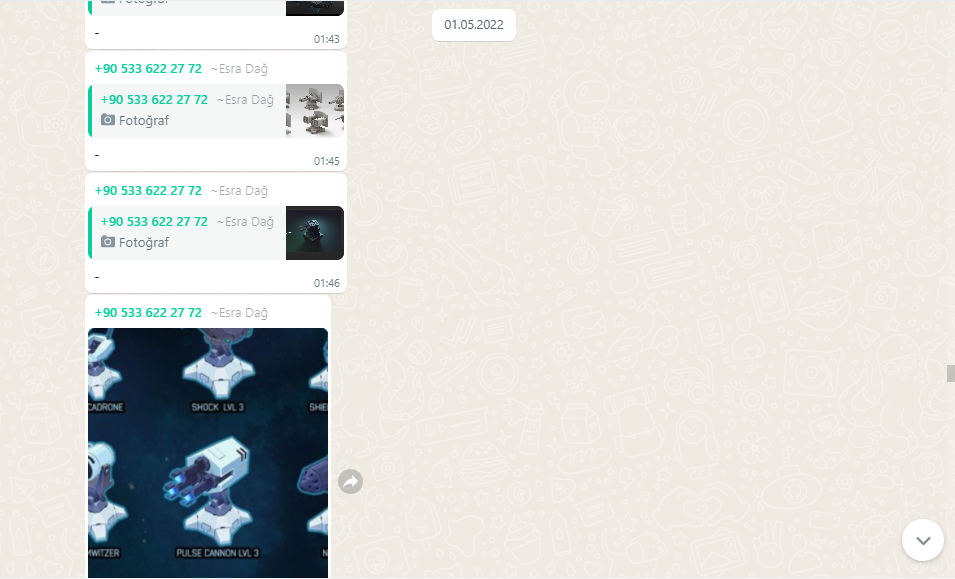 Fotoğraf
-
01:43
01.05.2022
+90 533 622 27 72 ~Esra Dağ
+90 533 622 27 72 ~Esra Dağ
Fotoğraf
-
01:45
+90 533 622 27 72 ~Esra Dağ
+90 533 622 27 72 ~Esra Dağ
Fotoğraf
-
01:46
+90 533 622 27 72 ~Esra Dağ
CADRONE
SHOCK LVL 3
SHIE
MWITZER
PULSE CANNON LVL 3
N